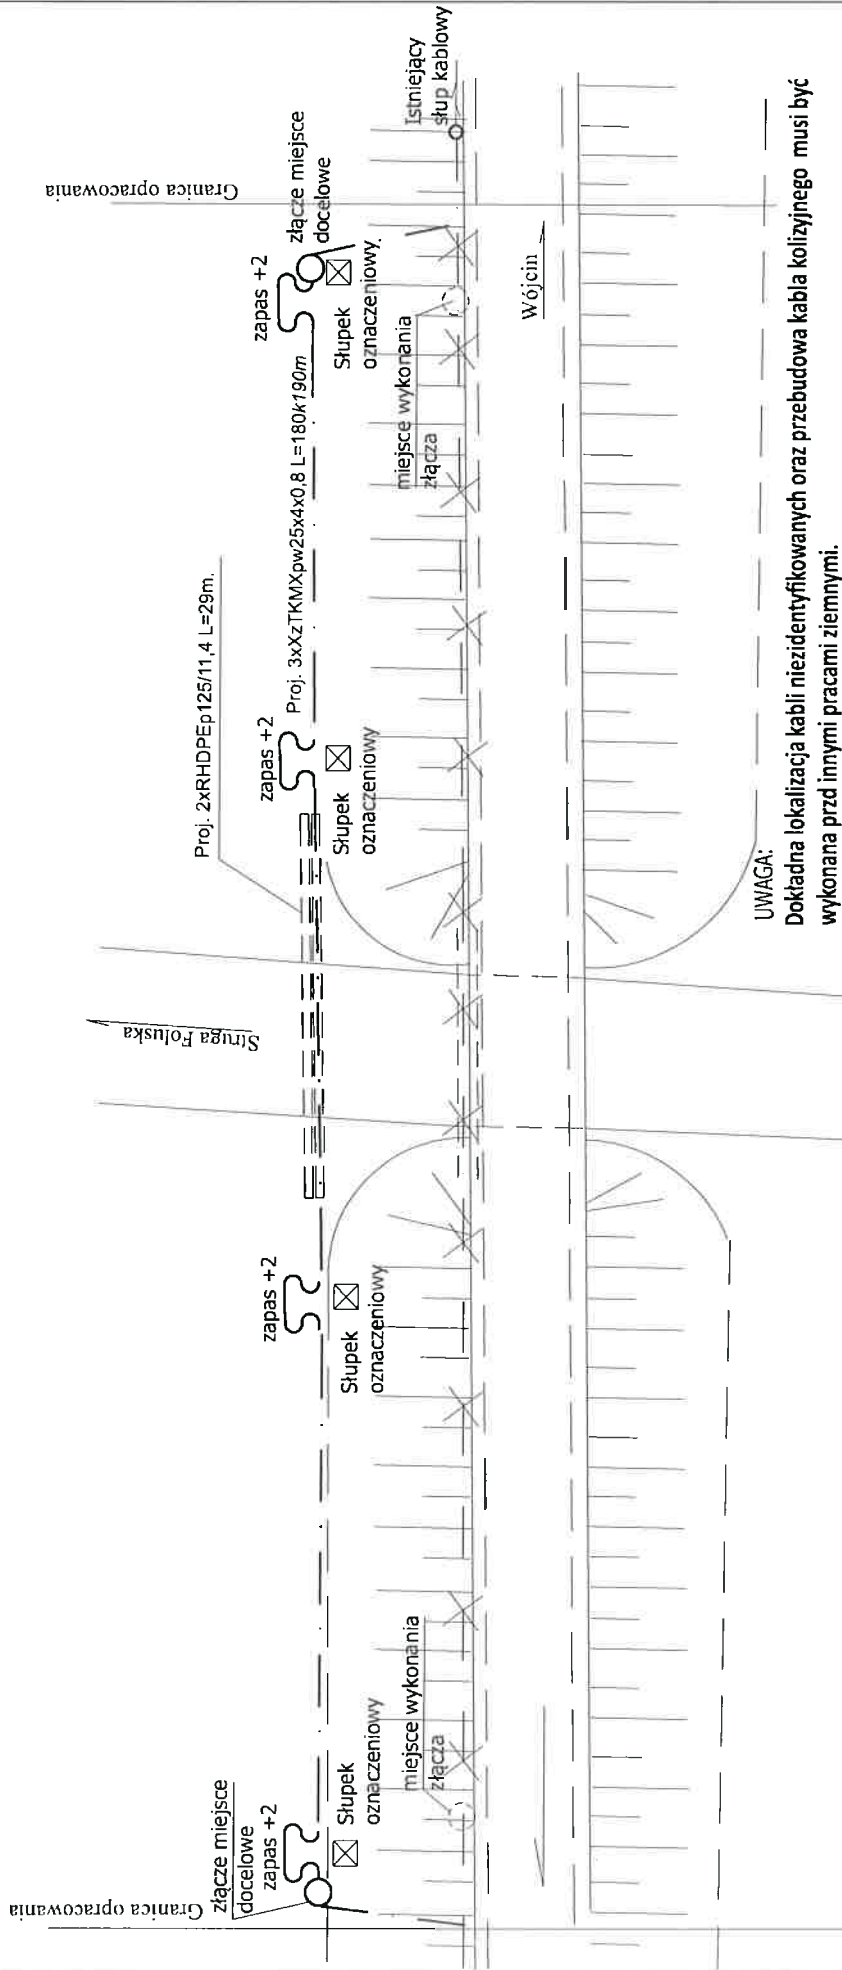 Granica opracowania
złącze miejsce
docelowe
zapas +2
Słupek
oznaczeniowy
miejsce wykonania
złącza
zapas +2
Słupek
oznaczeniowy
Struga Foluska
Proj. 2xRHDPEp125/11,4 L=29m.
zapas +2
Słupek
oznaczeniowy
Proj. 3xXzTKMXpw25x4x0,8 L=180k190m
zapas +2
złącze miejsce
docelowe
Słupek
oznaczeniowy
miejsce wykonania
złącza
Granica opracowania
Istniejący
słup kablowy
Wójcin
UWAGA:
Dokładna lokalizacja kabli niezidentyfikowanych oraz przebudowa kabla kolizyjnego musi być
wykonana przd innymi pracami ziemnymi.